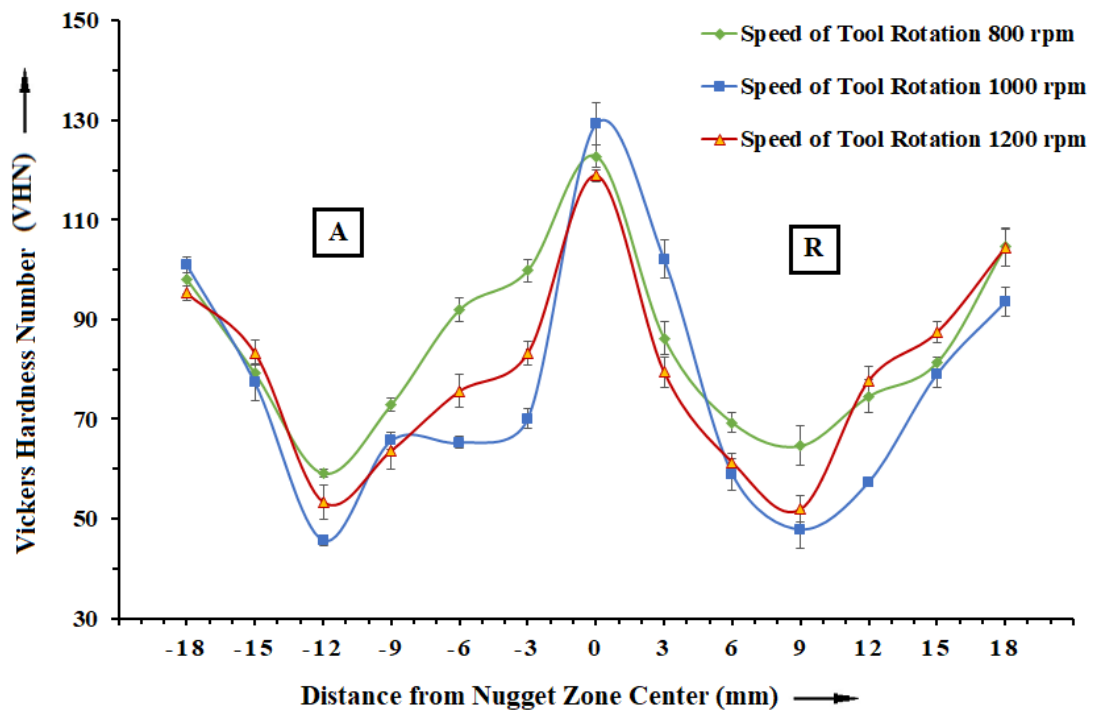 150
130
110
90
70
50
30
Vickers Hardness Number (VHN)
Speed of Tool Rotation 800 rpm
Speed of Tool Rotation 1000 rpm
Speed of Tool Rotation 1200 rpm
A
R
-18 -15 -12 -9 -6 -3 0 3 6 9 12 15 18
Distance from Nugget Zone Center (mm)